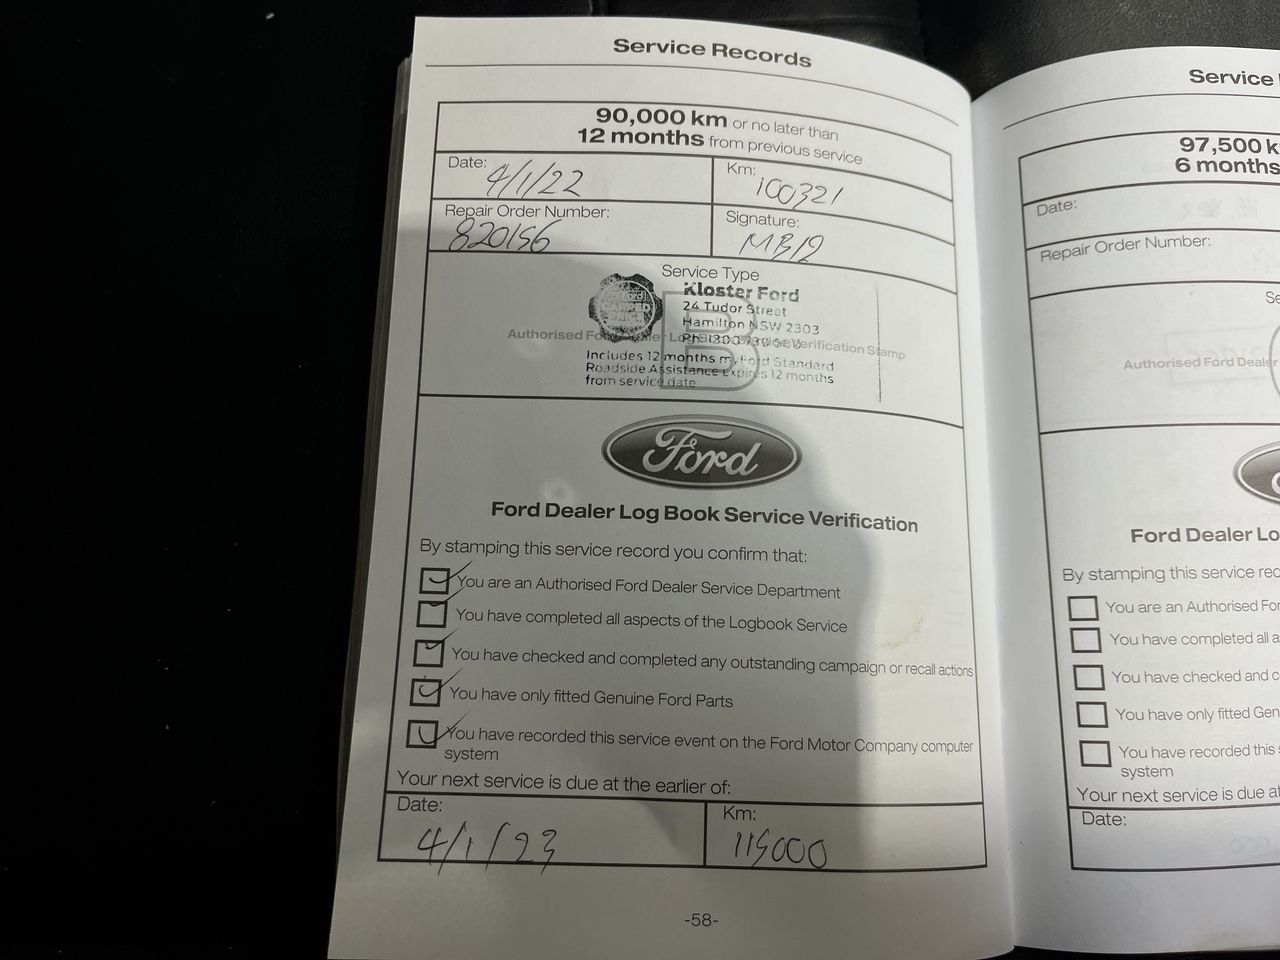 Service Records
90,000 km or no later than
12 months from previous service
Date: 4/1/22
Km: 100321
Repair Order Number: 820156
Signature: MB12
Service Type
Kloster Ford
24 Tudor Street
Hamilton NSW 2303
B
Includes 12 months Ford Standard
Roadside Assistance Expires 12 months
from service date
Authorised Ford Dealer Verification Stamp
Ford
Ford Dealer Log Book Service Verification
By stamping this service record you confirm that:
You are an Authorised Ford Dealer Service Department
You have completed all aspects of the Logbook Service
You have checked and completed any outstanding campaign or recall actions
You have only fitted Genuine Ford Parts
You have recorded this service event on the Ford Motor Company computer
system
Your next service is due at the earlier of:
Date: 4/1/23
Km: 115000
-58-
Service
97,500 k
6 months
Date:
Repair Order Number:
Se
Authorised Ford Dealer
Ford Dealer Lo
By stamping this service rec
You are an Authorised For
You have completed all a
You have checked and c
You have only fitted Gen
You have recorded this s
system
Your next service is due at
Date: